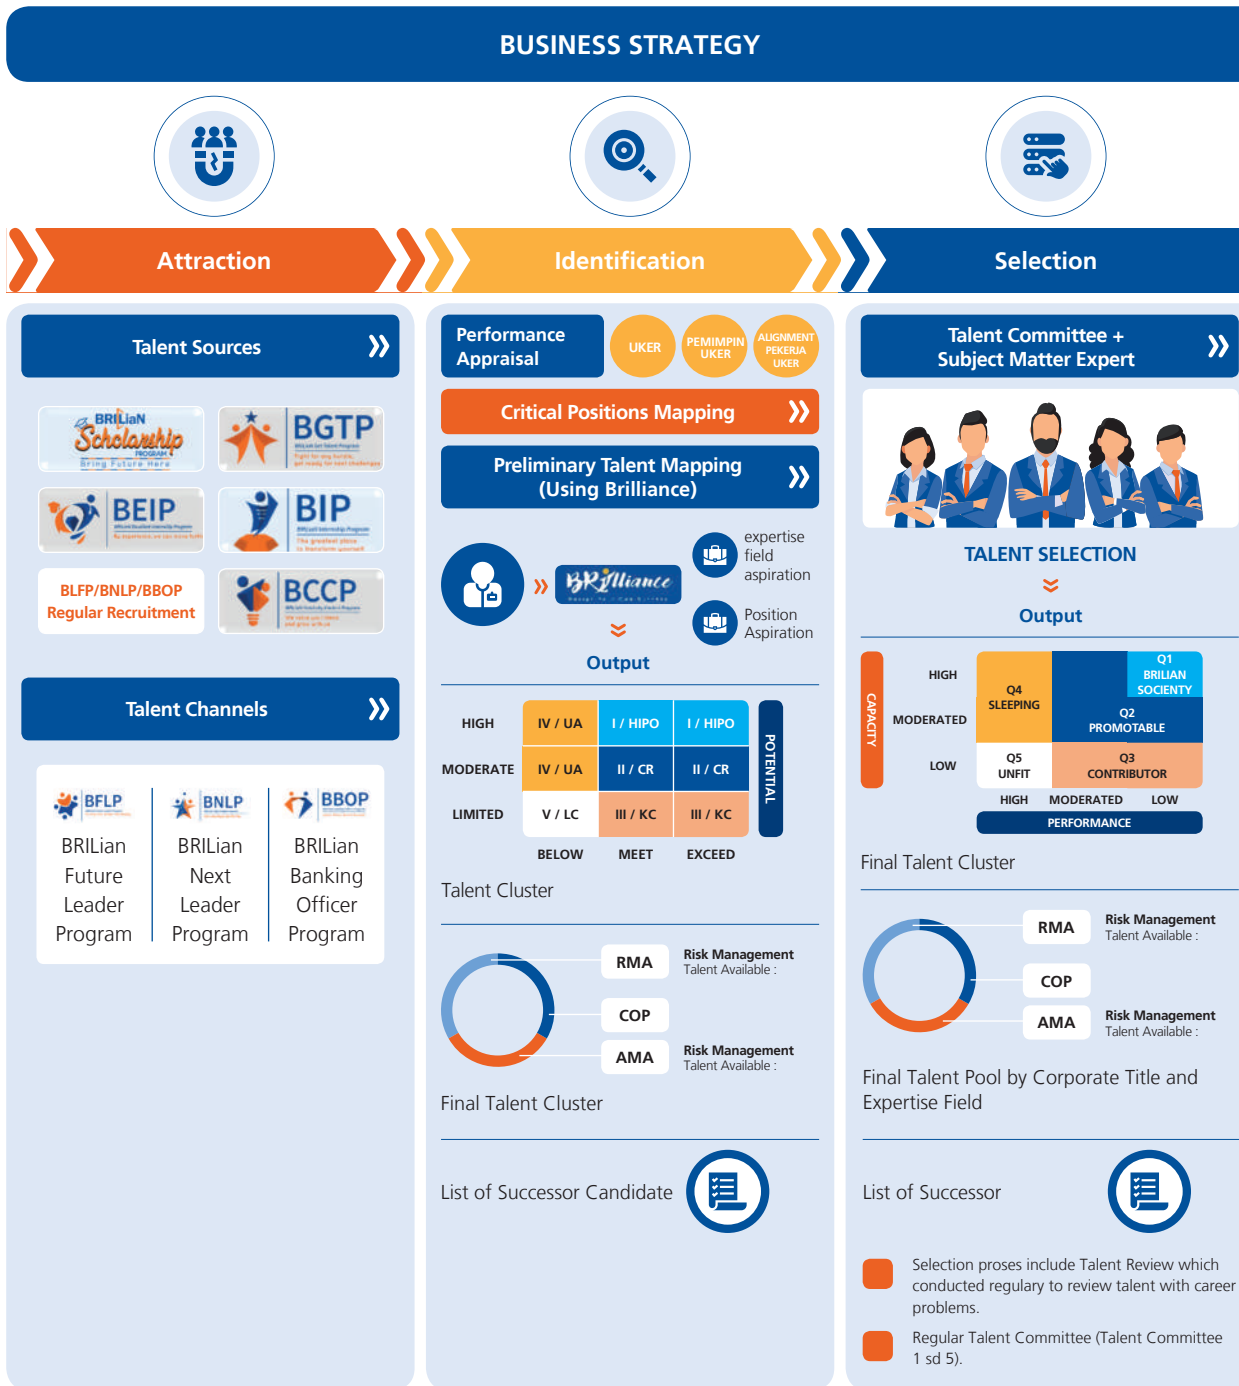 BUSINESS STRATEGY
Attraction
Identification
Selection
Talent Sources
BRILiaN
Scholarship
PROGRAM
Bring Future Here
BGTP
BEIP
BIP
BLFP/BNLP/BBOP
Regular Recruitment
BCCP
Talent Channels
BFLP
BRILian
Future
Leader
Program
BNLP
BRILian
Next
Leader
Program
BBOP
BRILian
Banking
Officer
Program
Performance
Appraisal
UKER
PEMIMPIN
UKER
ALIGNMENT
PEKERJA
UKER
Critical Positions Mapping
Preliminary Talent Mapping
(Using Brilliance)
BRIlliance
expertise
field
aspiration
Position
Aspiration
Output
HIGH
IV / UA
I / HIPO
I / HIPO
MODERATE
IV / UA
II / CR
II / CR
LIMITED
V / LC
III / KC
III / KC
BELOW
MEET
EXCEED
POTENTIAL
Talent Cluster
RMA
Risk Management
Talent Available :
COP
AMA
Risk Management
Talent Available :
Final Talent Cluster
List of Successor Candidate
Talent Committee +
Subject Matter Expert
TALENT SELECTION
Output
CAPACITY
HIGH
MODERATED
LOW
Q4
SLEEPING
Q1
BRILIAN
SOCIENTY
Q2
PROMOTABLE
Q5
UNFIT
Q3
CONTRIBUTOR
HIGH
MODERATED
LOW
PERFORMANCE
Final Talent Cluster
RMA
Risk Management
Talent Available :
COP
AMA
Risk Management
Talent Available :
Final Talent Pool by Corporate Title and
Expertise Field
List of Successor
Selection proses include Talent Review which
conducted regulary to review talent with career
problems.
Regular Talent Committee (Talent Committee
1 sd 5).